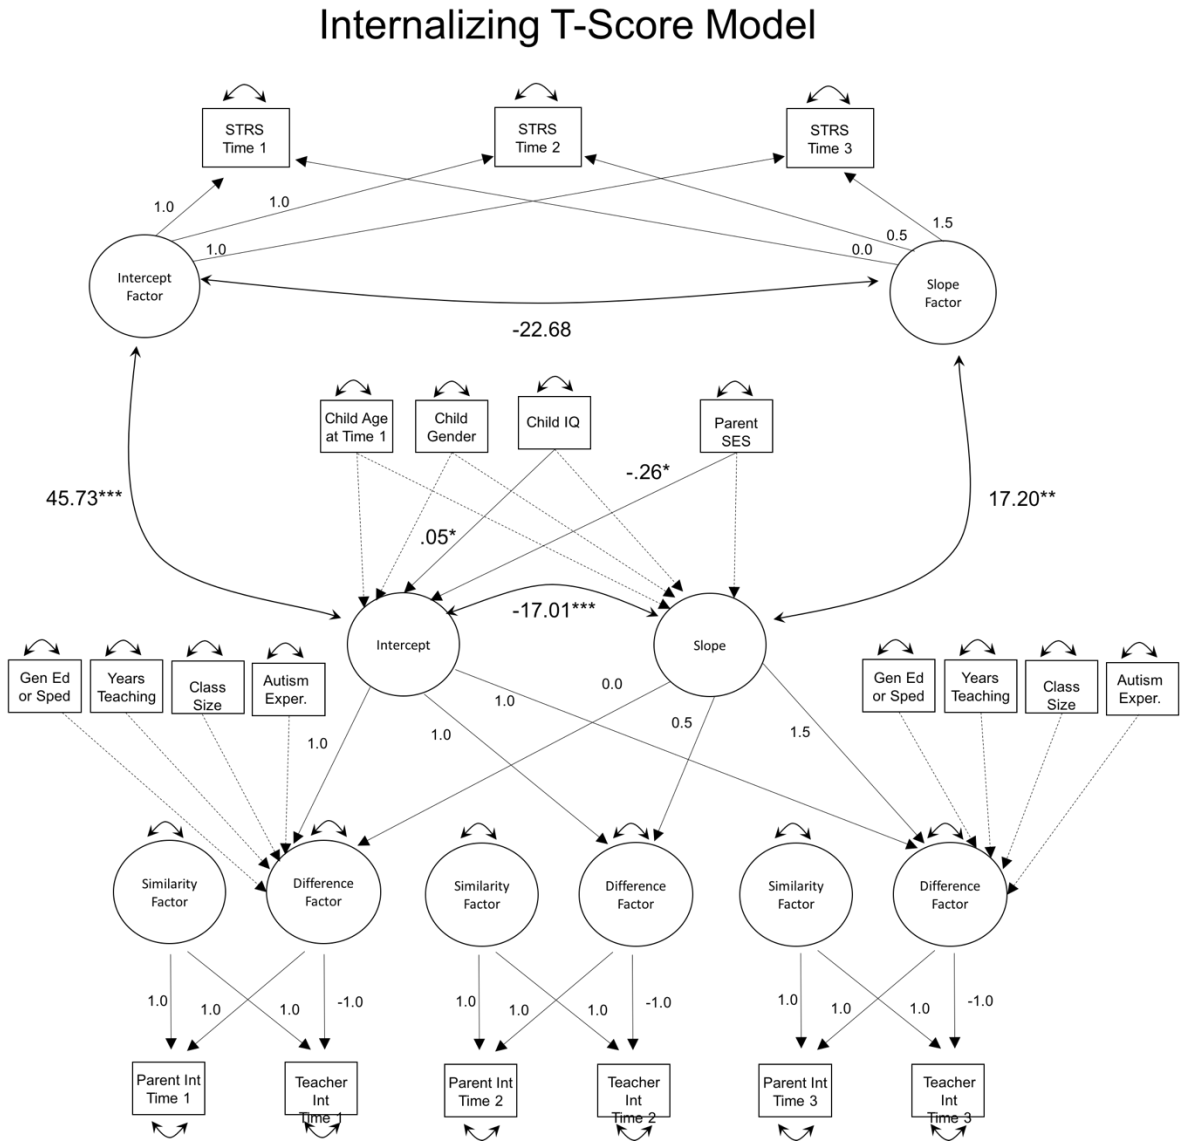 Internalizing T-Score Model
STRS
Time 1
STRS
Time 2
STRS
Time 3
1.0
1.0
1.0
0.0
0.5
1.5
Intercept
Factor
Slope
Factor
-22.68
Child Age
at Time 1
Child
Gender
Child IQ
Parent
SES
45.73***
.05*
-.26*
17.20**
-17.01***
Intercept
Slope
Gen Ed
or Sped
Years
Teaching
Class
Size
Autism
Exper.
Gen Ed
or Sped
Years
Teaching
Class
Size
Autism
Exper.
1.0
1.0
1.0
0.0
0.5
1.5
Similarity
Factor
Difference
Factor
Similarity
Factor
Difference
Factor
Similarity
Factor
Difference
Factor
1.0
1.0
1.0
-1.0
1.0
1.0
1.0
-1.0
1.0
1.0
1.0
-1.0
Parent Int
Time 1
Teacher
Int
Time 1
Parent Int
Time 2
Teacher
Int
Time 2
Parent Int
Time 3
Teacher
Int
Time 3